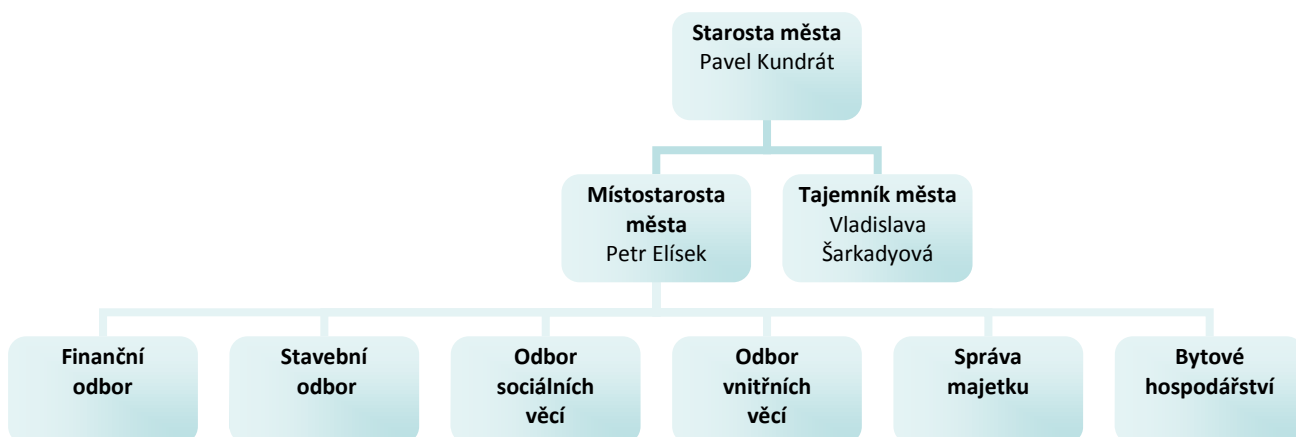 Starosta města
Pavel Kundrát
Místostarosta
města
Petr Elísek
Tajemník města
Vladislava
Šarkadyová
Finanční
odbor
Stavební
odbor
Odbor
sociálních
věcí
Odbor
vnitřních
věcí
Správa
majetku
Bytové
hospodářství